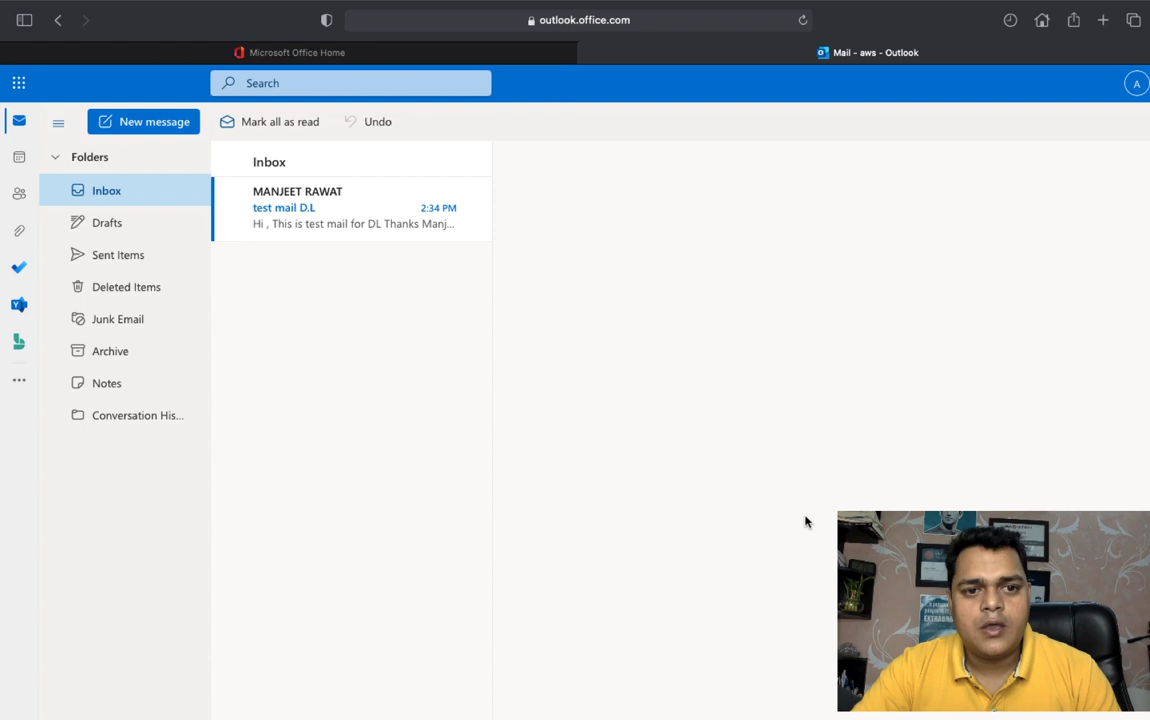 outlook.office.com
Microsoft Office Home
Mail - aws - Outlook
Search
A
New message
Mark all as read
Undo
Folders
Inbox
Drafts
Sent Items
Deleted Items
Junk Email
Archive
Notes
Conversation His...
Inbox
MANJEET RAWAT
test mail D.L
2:34 PM
Hi , This is test mail for DL Thanks Manj...
EXTRAORD